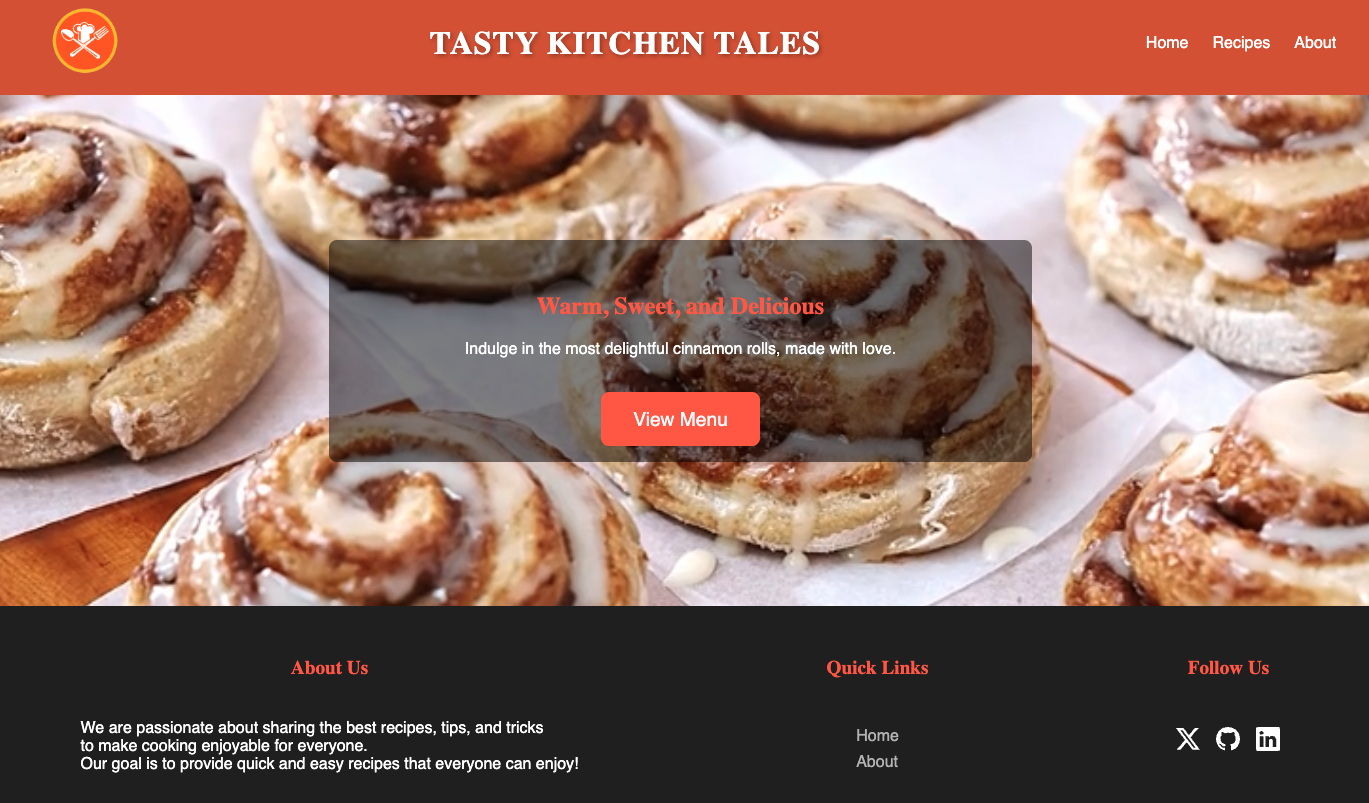 TASTY KITCHEN TALES
Home Recipes About
Warm, Sweet, and Delicious
Indulge in the most delightful cinnamon rolls, made with love.
View Menu
About Us
We are passionate about sharing the best recipes, tips, and tricks
to make cooking enjoyable for everyone.
Our goal is to provide quick and easy recipes that everyone can enjoy!
Quick Links
Home
About
Follow Us